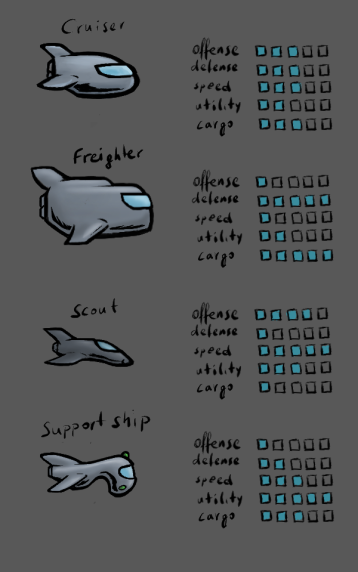 Cruiser
offense
defense
speed
utility
cargo
Freighter
offense
defense
speed
utility
cargo
Scout
offense
defense
speed
utility
cargo
Support ship
offense
defense
speed
utility
cargo